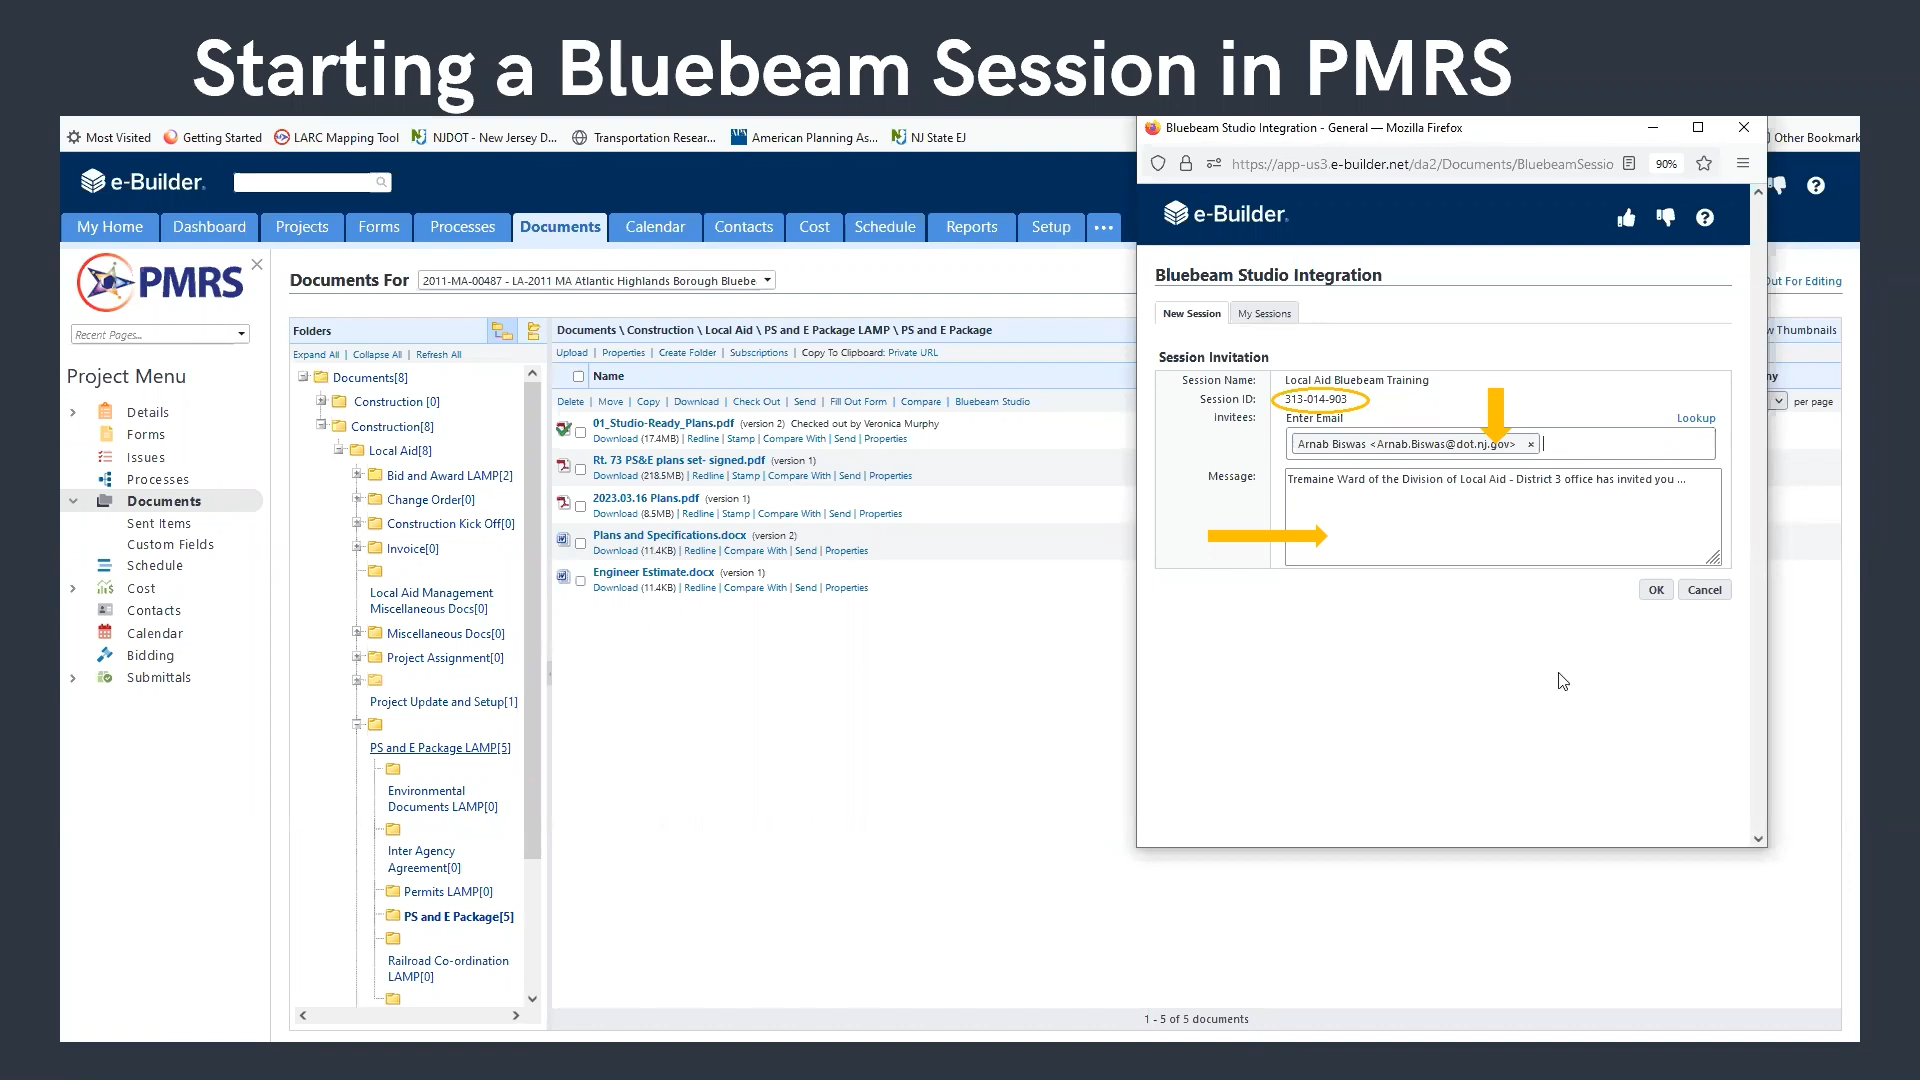 Starting a Bluebeam Session in PMRS
Most Visited Getting Started LARC Mapping Tool NJDOT - New Jersey D... Transportation Resear... American Planning As... NJ State EJ
Other Bookmark
e-Builder
My Home Dashboard Projects Forms Processes Documents Calendar Contacts Cost Schedule Reports Setup ...
PMRS
Recent Pages...
Project Menu
Details
Forms
Issues
Processes
Documents
Sent Items
Custom Fields
Schedule
Cost
Contacts
Calendar
Bidding
Submittals
Documents For 2011-MA-00487 - LA-2011 MA Atlantic Highlands Borough Bluebe
Out For Editing
Folders
Expand All | Collapse All | Refresh All
Documents[8]
Construction [0]
Construction[8]
Local Aid[8]
Bid and Award LAMP[2]
Change Order[0]
Construction Kick Off[0]
Invoice[0]
Local Aid Management
Miscellaneous Docs[0]
Miscellaneous Docs[0]
Project Assignment[0]
Project Update and Setup[1]
PS and E Package LAMP[5]
Environmental
Documents LAMP[0]
Inter Agency
Agreement[0]
Permits LAMP[0]
PS and E Package[5]
Railroad Co-ordination
LAMP[0]
Documents \ Construction \ Local Aid \ PS and E Package LAMP \ PS and E Package
w Thumbnails
Upload | Properties | Create Folder | Subscriptions | Copy To Clipboard: Private URL
Name
ny
Delete | Move | Copy | Download | Check Out | Send | Fill Out Form | Compare | Bluebeam Studio
per page
01_Studio-Ready_Plans.pdf (version 2) Checked out by Veronica Murphy
Download (17.4MB) | Redline | Stamp | Compare With | Send | Properties
Rt. 73 PS&E plans set- signed.pdf (version 1)
Download (218.5MB) | Redline | Stamp | Compare With | Send | Properties
2023.03.16 Plans.pdf (version 1)
Download (8.5MB) | Redline | Stamp | Compare With | Send | Properties
Plans and Specifications.docx (version 2)
Download (11.4KB) | Redline | Compare With | Send | Properties
Engineer Estimate.docx (version 1)
Download (11.4KB) | Redline | Compare With | Send | Properties
1 - 5 of 5 documents
Bluebeam Studio Integration - General — Mozilla Firefox
https://app-us3.e-builder.net/da2/Documents/BluebeamSessio 90%
e-Builder
Bluebeam Studio Integration
New Session My Sessions
Session Invitation
Session Name: Local Aid Bluebeam Training
Session ID: 313-014-903
Invitees: Enter Email Lookup
Arnab Biswas <Arnab.Biswas@dot.nj.gov> ×
Message: Tremaine Ward of the Division of Local Aid - District 3 office has invited you ...
OK Cancel